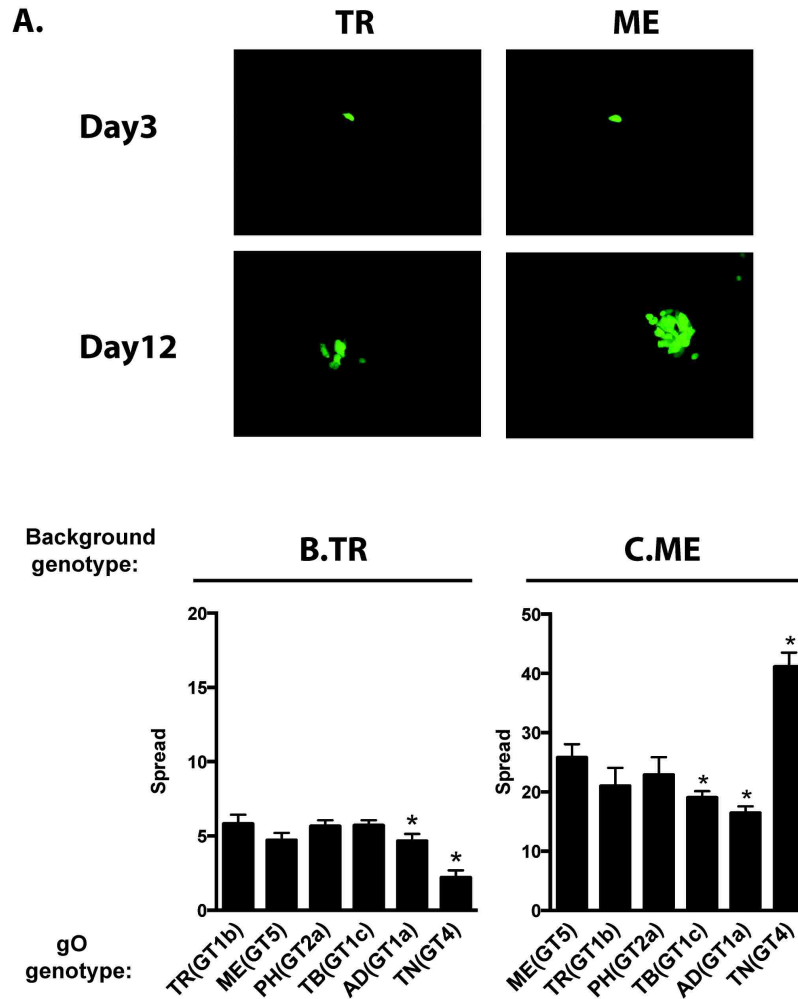 A.
TR
ME
Day3
Day12
Background
genotype:
B.TR
C.ME
20
15
10
5
0
Spread
*
*
50
40
30
20
10
0
Spread
*
*
*
gO
genotype:
TR(GT1b)
ME(GT5)
PH(GT2a)
TB(GT1c)
AD(GT1a)
TN(GT4)
ME(GT5)
TR(GT1b)
PH(GT2a)
TB(GT1c)
AD(GT1a)
TN(GT4)